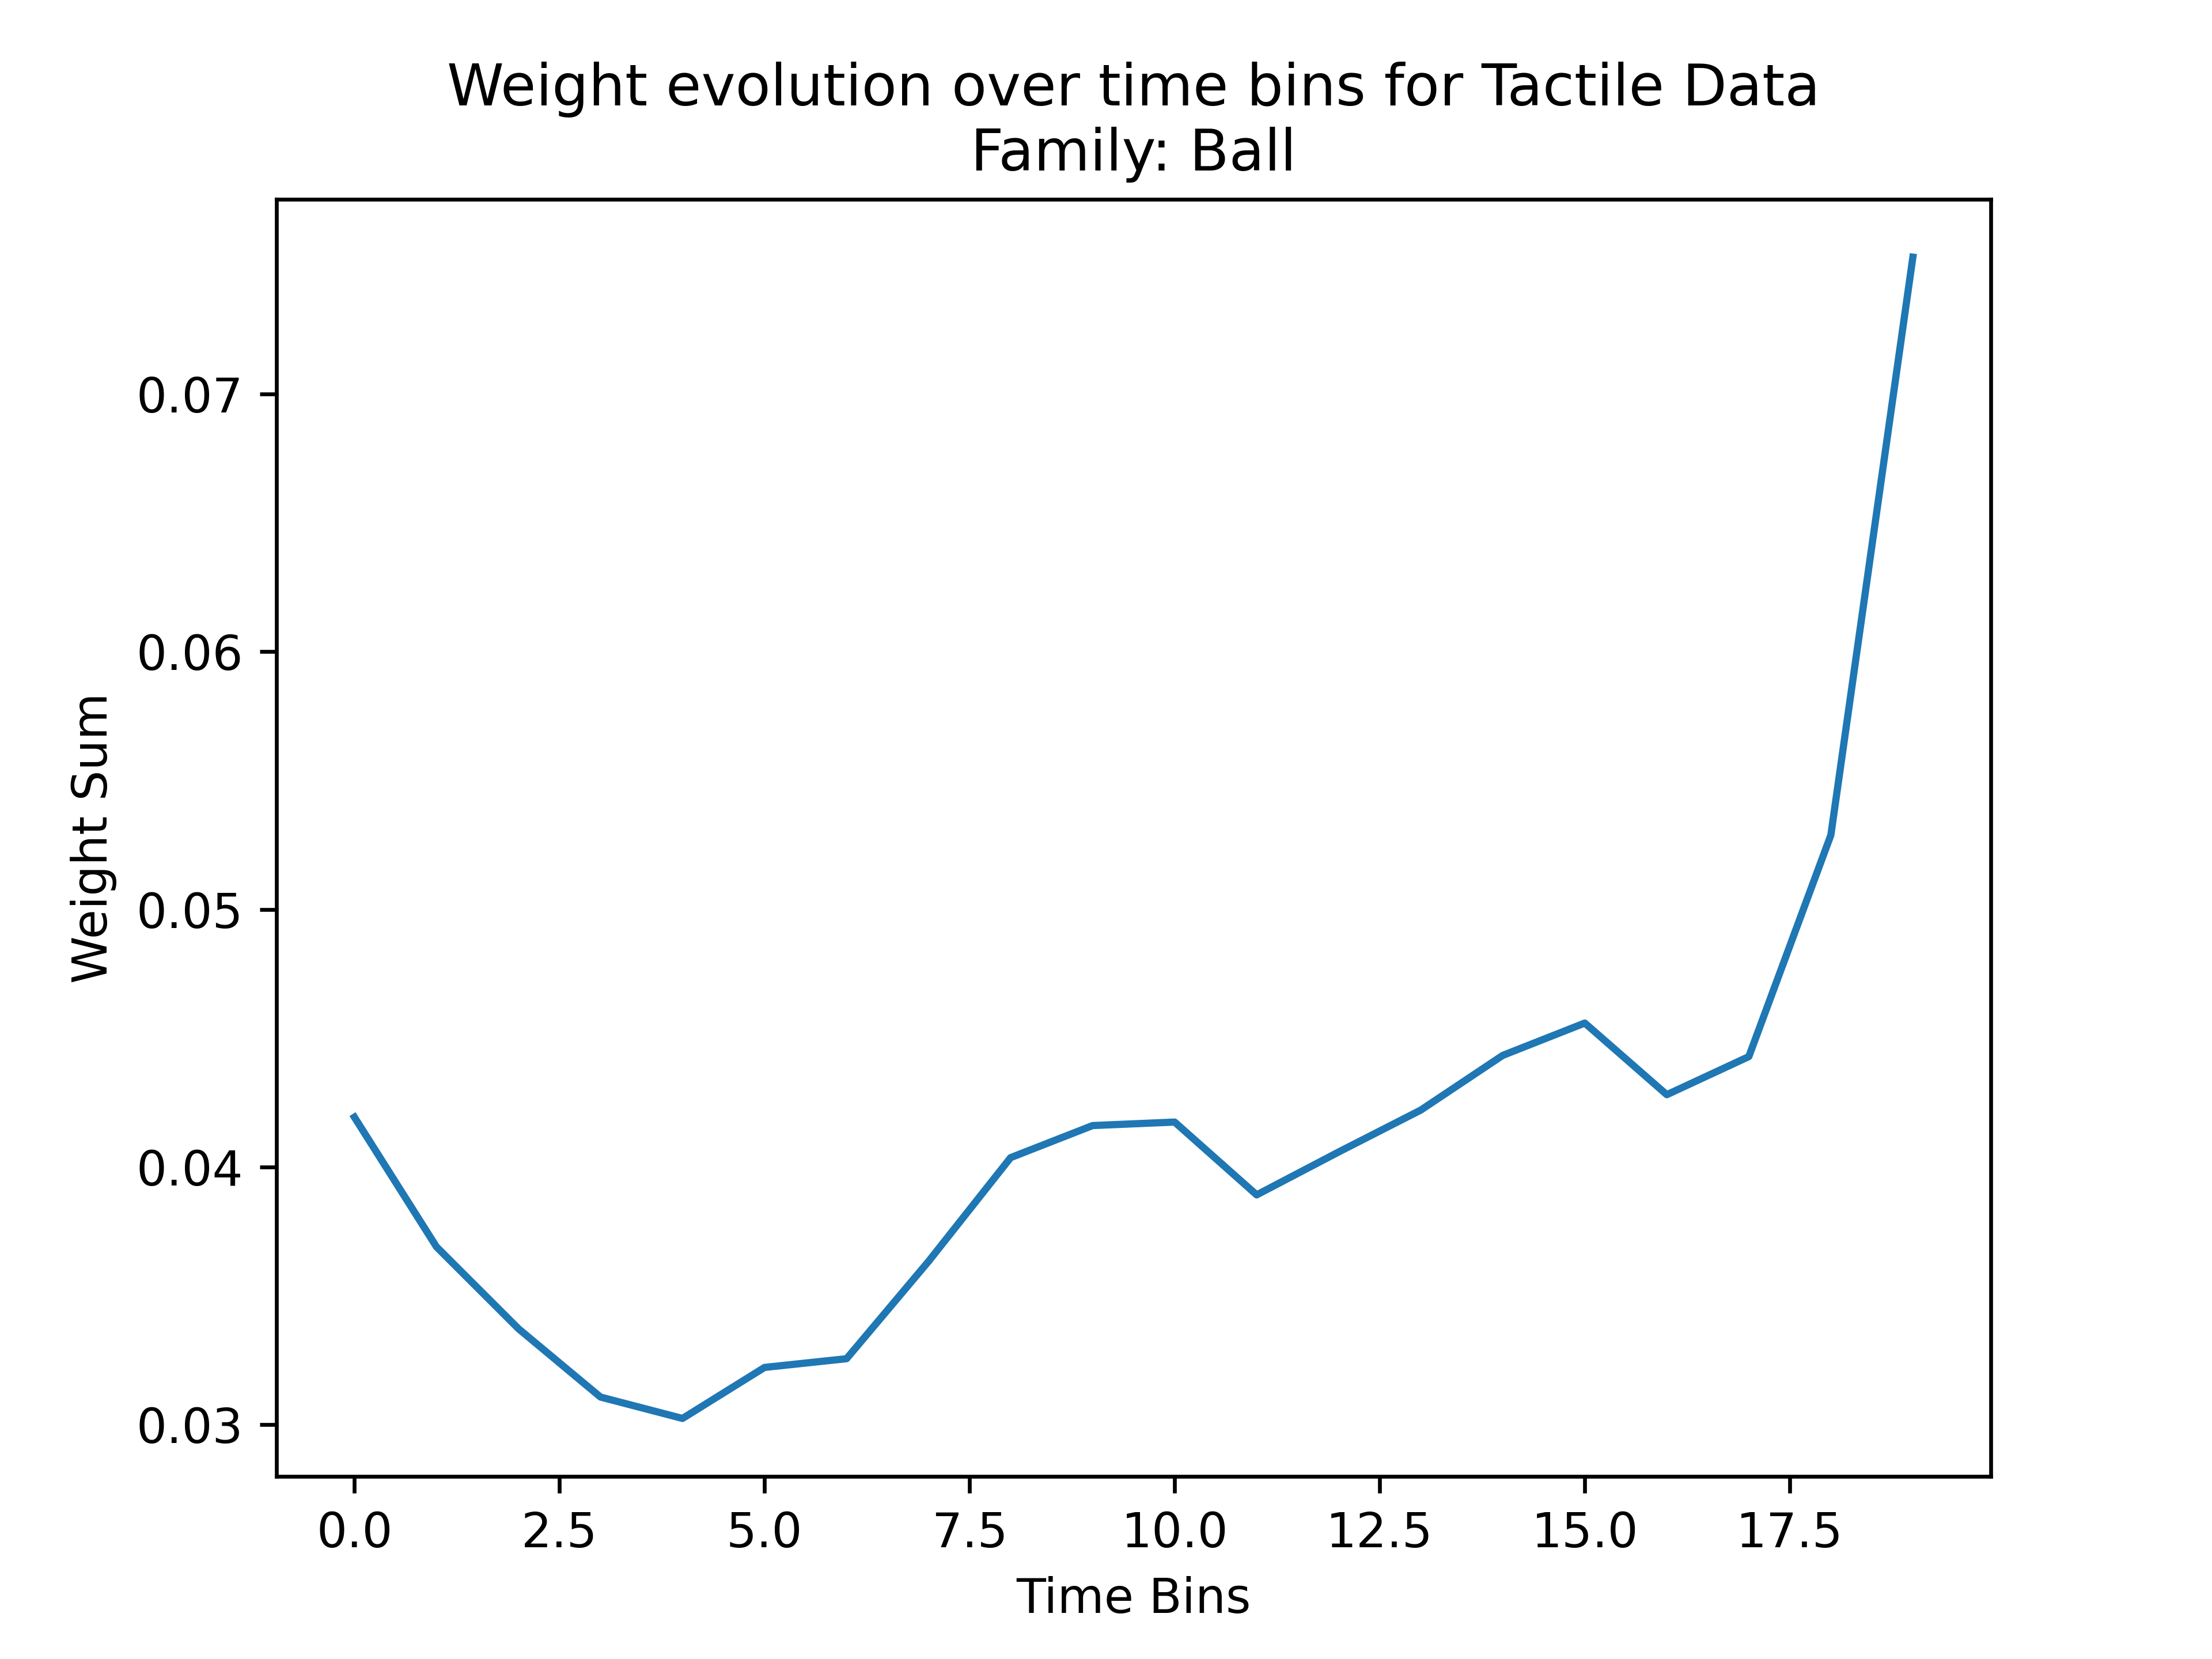 Weight evolution over time bins for Tactile Data
Family: Ball
0.07
0.06
0.05
0.04
0.03
Weight Sum
0.0 2.5 5.0 7.5 10.0 12.5 15.0 17.5
Time Bins